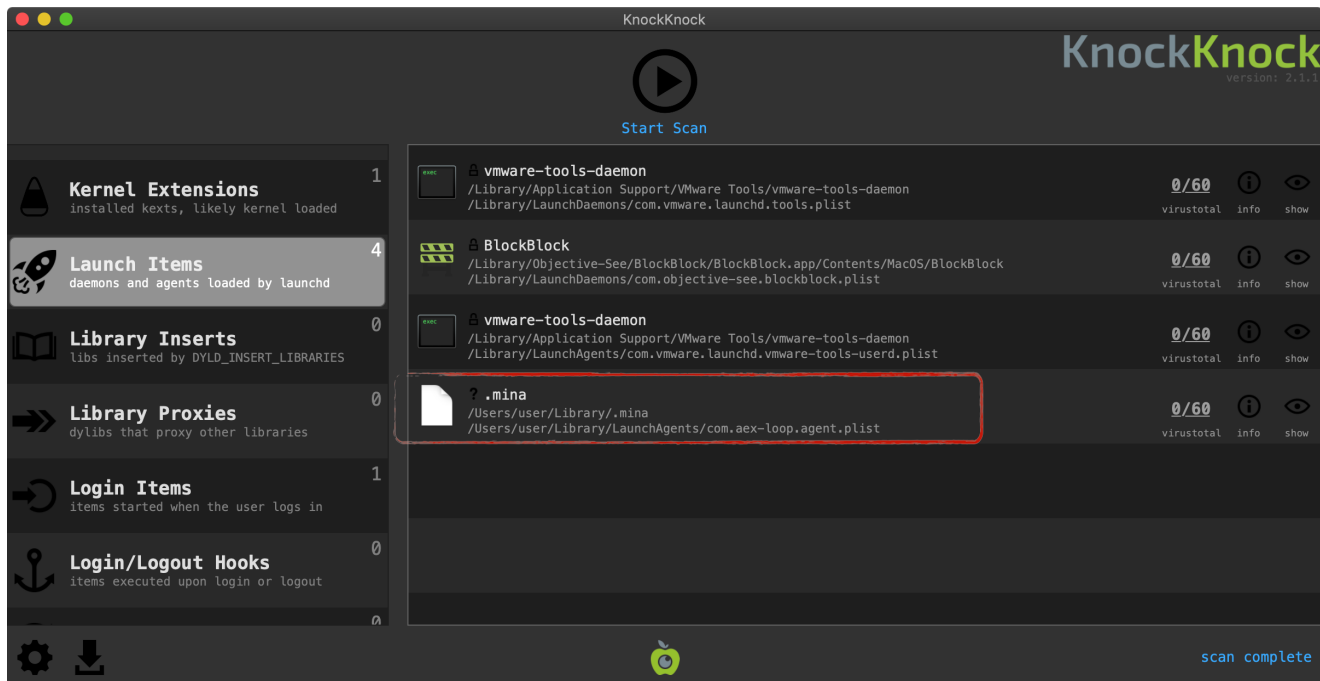 KnockKnock
KnockKnock
version: 2.1.1
Start Scan
Kernel Extensions
1
installed kexts, likely kernel loaded
Launch Items
4
daemons and agents loaded by launchd
Library Inserts
0
libs inserted by DYLD_INSERT_LIBRARIES
Library Proxies
0
dylibs that proxy other libraries
Login Items
1
items started when the user logs in
Login/Logout Hooks
0
items executed upon login or logout
0
exec
vmware-tools-daemon
/Library/Application Support/VMware Tools/vmware-tools-daemon
/Library/LaunchDaemons/com.vmware.launchd.tools.plist
0/60
virustotal info show
BlockBlock
/Library/Objective-See/BlockBlock/BlockBlock.app/Contents/MacOS/BlockBlock
/Library/LaunchDaemons/com.objective-see.blockblock.plist
0/60
virustotal info show
exec
vmware-tools-daemon
/Library/Application Support/VMware Tools/vmware-tools-daemon
/Library/LaunchAgents/com.vmware.launchd.vmware-tools-userd.plist
0/60
virustotal info show
? .mina
/Users/user/Library/.mina
/Users/user/Library/LaunchAgents/com.aex-loop.agent.plist
0/60
virustotal info show
scan complete